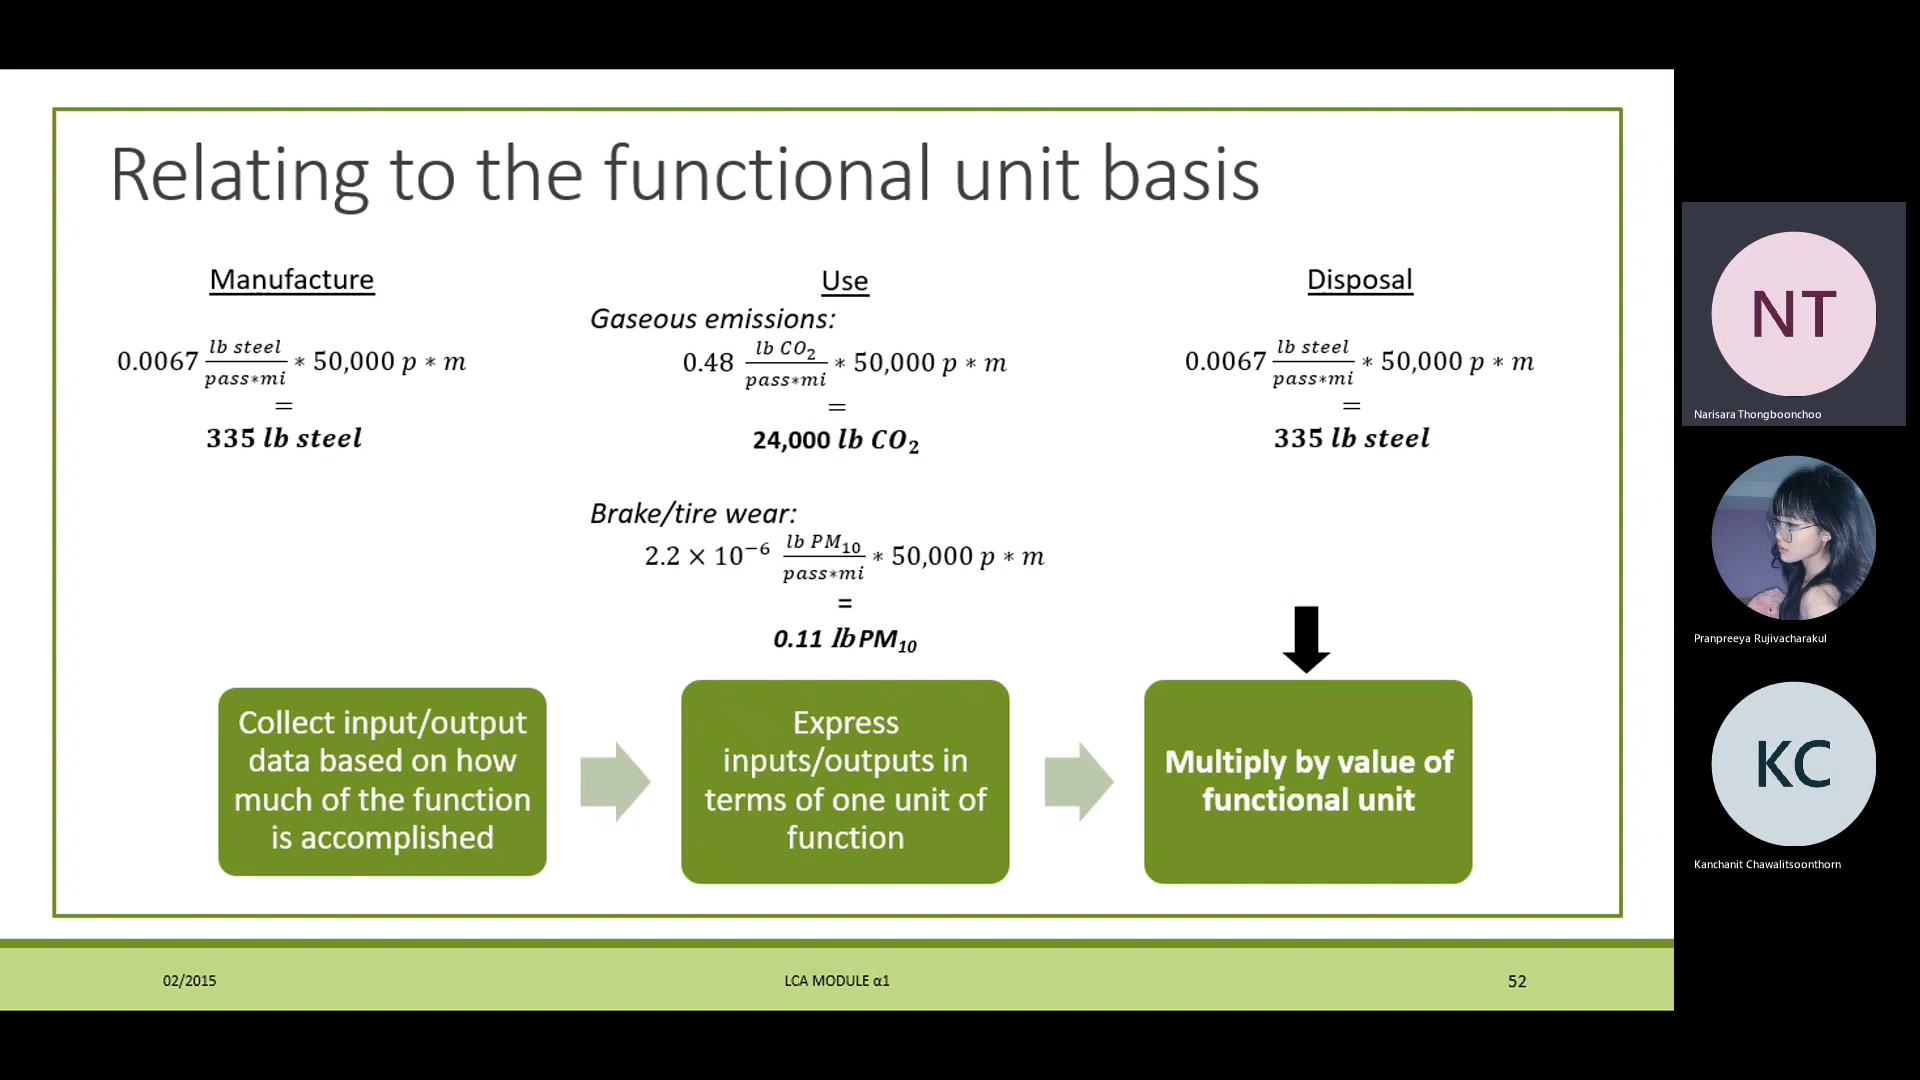 Relating to the functional unit basis
Manufacture
0.0067 lb steel/pass∗mi ∗ 50,000 p ∗ m
=
335 lb steel
Use
Gaseous emissions:
0.48 lb CO₂/pass∗mi ∗ 50,000 p ∗ m
=
24,000 lb CO₂
Brake/tire wear:
2.2 × 10⁻⁶ lb PM₁₀/pass∗mi ∗ 50,000 p ∗ m
=
0.11 lb PM₁₀
Disposal
0.0067 lb steel/pass∗mi ∗ 50,000 p ∗ m
=
335 lb steel
Collect input/output
data based on how
much of the function
is accomplished
Express
inputs/outputs in
terms of one unit of
function
Multiply by value of
functional unit
02/2015
LCA MODULE α1
52
NT
Narisara Thongboonchoo
Pranpreeya Rujivacharakul
KC
Kanchanit Chawalitsoonthorn